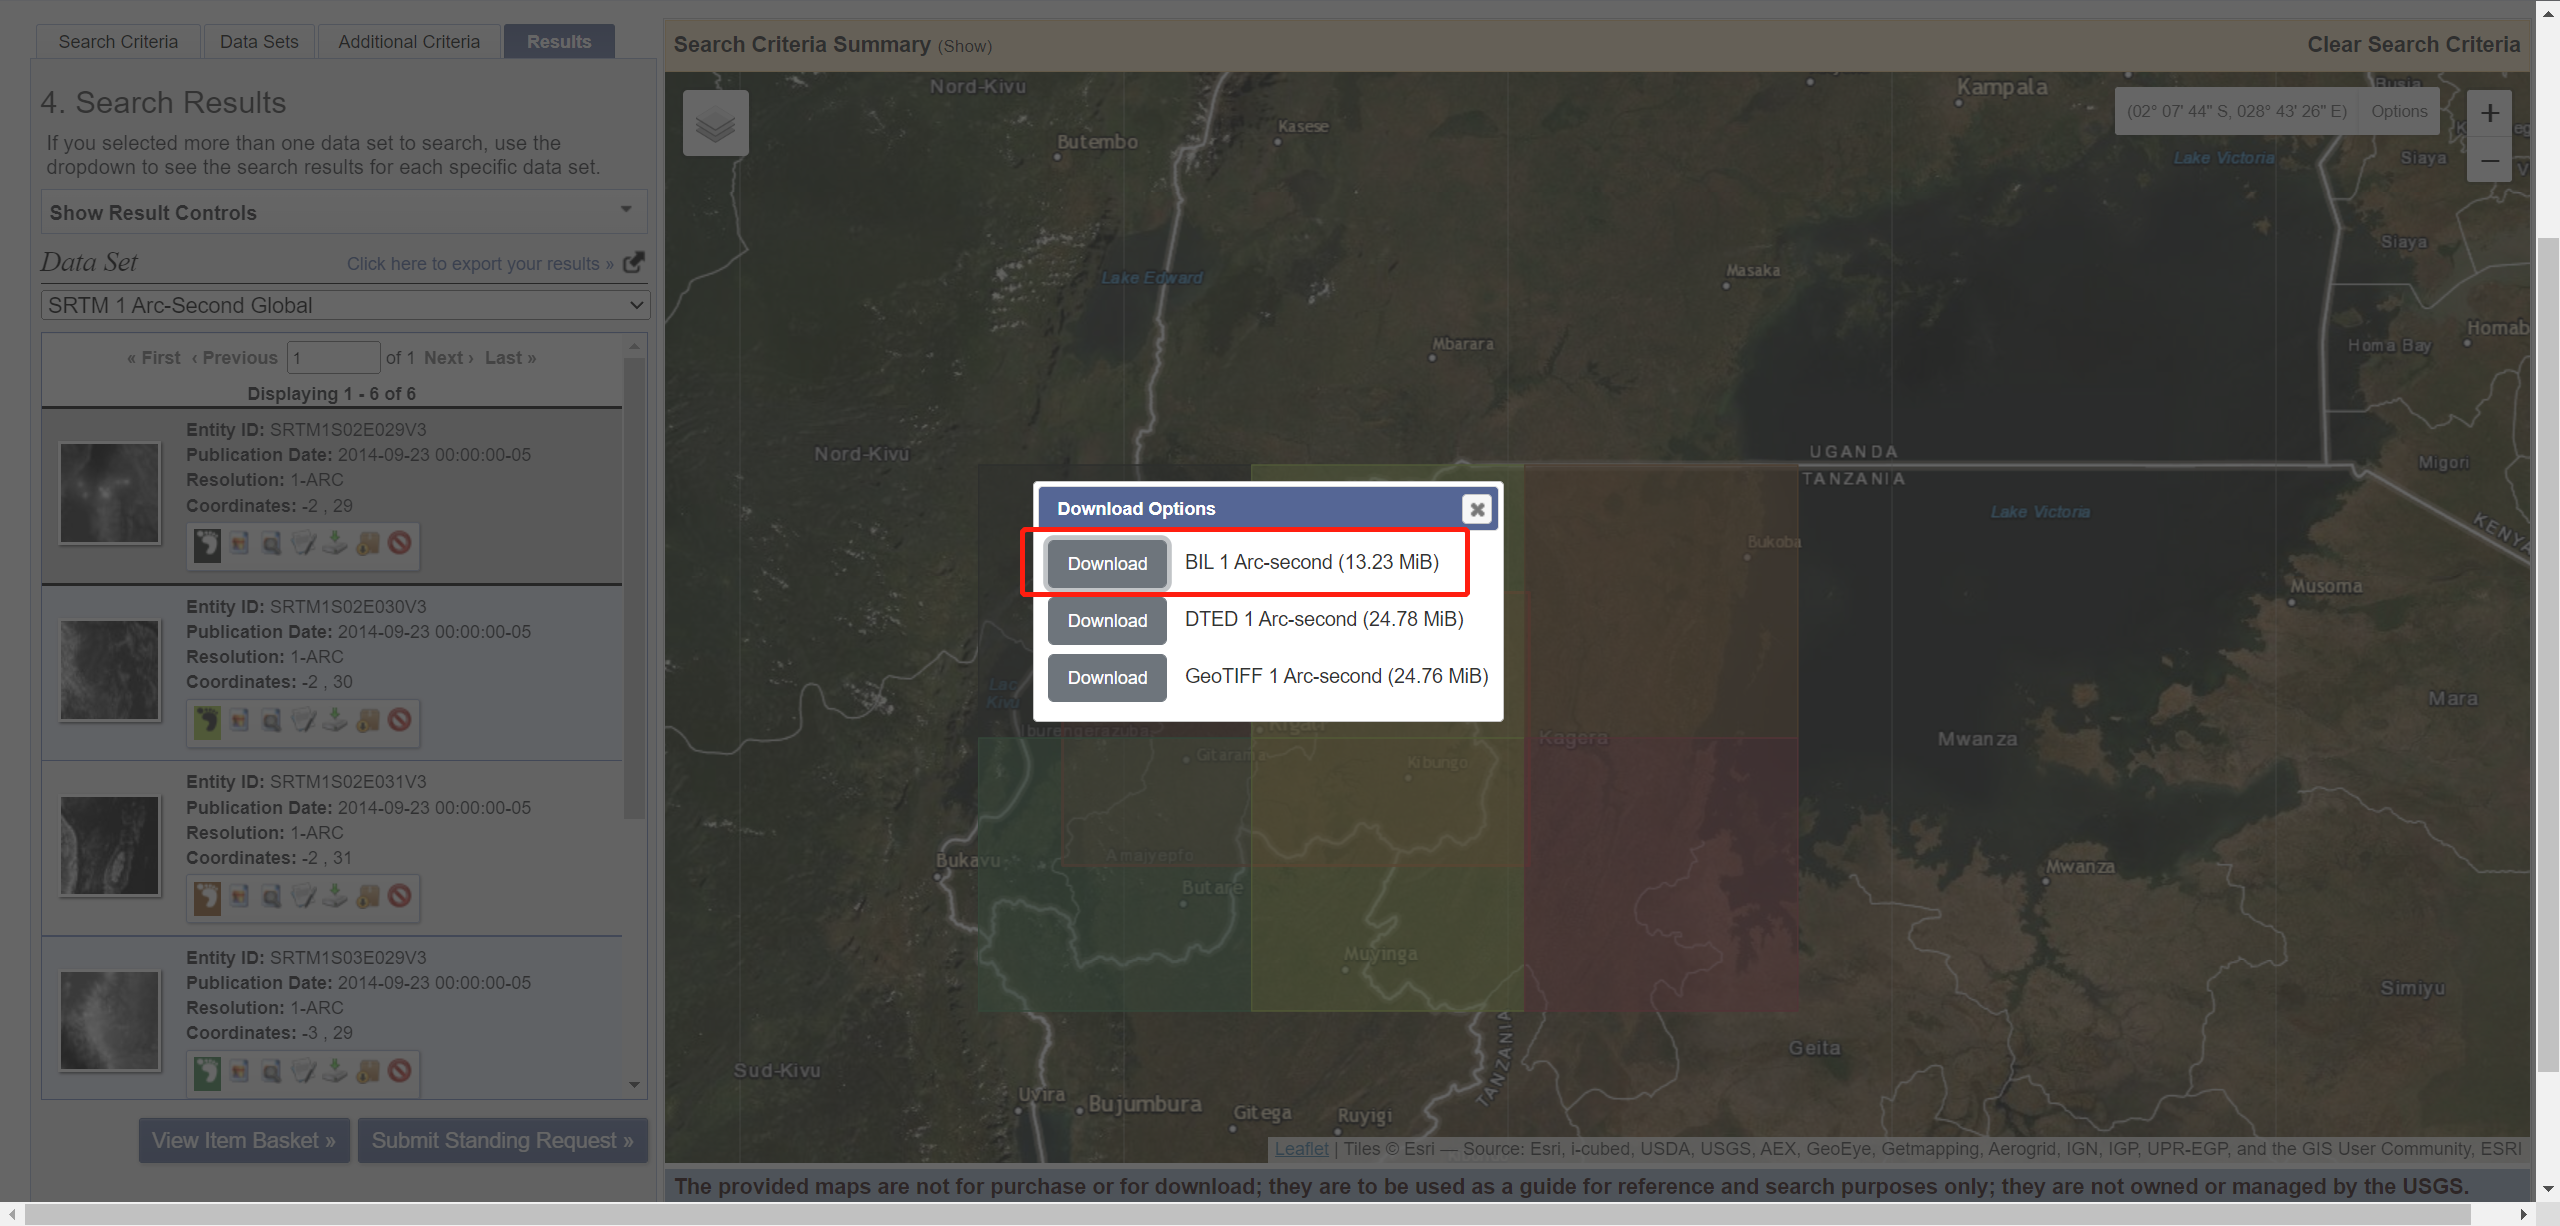 Search Criteria
Data Sets
Additional Criteria
Results
4. Search Results
If you selected more than one data set to search, use the
dropdown to see the search results for each specific data set.
Show Result Controls
Data Set
Click here to export your results »
SRTM 1 Arc-Second Global
« First ‹ Previous 1 of 1 Next › Last »
Displaying 1 - 6 of 6
Entity ID: SRTM1S02E029V3
Publication Date: 2014-09-23 00:00:00-05
Resolution: 1-ARC
Coordinates: -2 , 29
Entity ID: SRTM1S02E030V3
Publication Date: 2014-09-23 00:00:00-05
Resolution: 1-ARC
Coordinates: -2 , 30
Entity ID: SRTM1S02E031V3
Publication Date: 2014-09-23 00:00:00-05
Resolution: 1-ARC
Coordinates: -2 , 31
Entity ID: SRTM1S03E029V3
Publication Date: 2014-09-23 00:00:00-05
Resolution: 1-ARC
Coordinates: -3 , 29
View Item Basket »
Submit Standing Request »
Search Criteria Summary (Show)
Clear Search Criteria
(02° 07' 44" S, 028° 43' 26" E)
Options
+
−
Nord-Kivu
Kampala
Busia
Butembo
Kasese
Lake Victoria
Siaya
Siaya
Lake Edward
Masaka
Mbarara
Homab
Homa Bay
Nord-Kivu
UGANDA
TANZANIA
Migori
Lake Victoria
KENYA
Download Options
Download
BIL 1 Arc-second (13.23 MiB)
Download
DTED 1 Arc-second (24.78 MiB)
Download
GeoTIFF 1 Arc-second (24.76 MiB)
Bukoba
Musoma
Mara
Lac
Kivu
Iburengerazuba
Kigali
Kagera
Mwanza
Gitarama
Kibungo
Amajyepfo
Bukavu
Butare
Mwanza
Muyinga
Simiyu
Geita
TANZANIA
Sud-Kivu
Uvira
Bujumbura
Gitega
Ruyigi
Leaflet | Tiles © Esri — Source: Esri, i-cubed, USDA, USGS, AEX, GeoEye, Getmapping, Aerogrid, IGN, IGP, UPR-EGP, and the GIS User Community, ESRI
The provided maps are not for purchase or for download; they are to be used as a guide for reference and search purposes only; they are not owned or managed by the USGS.